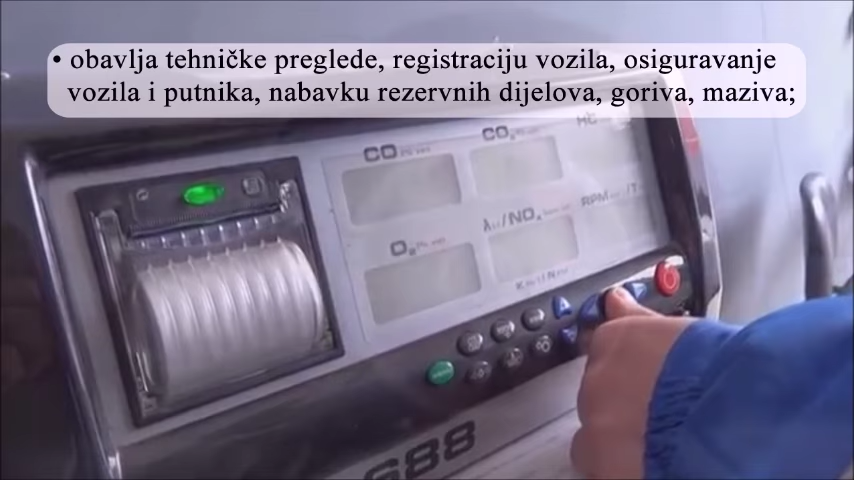 • obavlja tehničke preglede, registraciju vozila, osiguravanje
vozila i putnika, nabavku rezervnih dijelova, goriva, maziva;
CO
CO₂
HC
O₂
λ / NOₓ
RPM
688